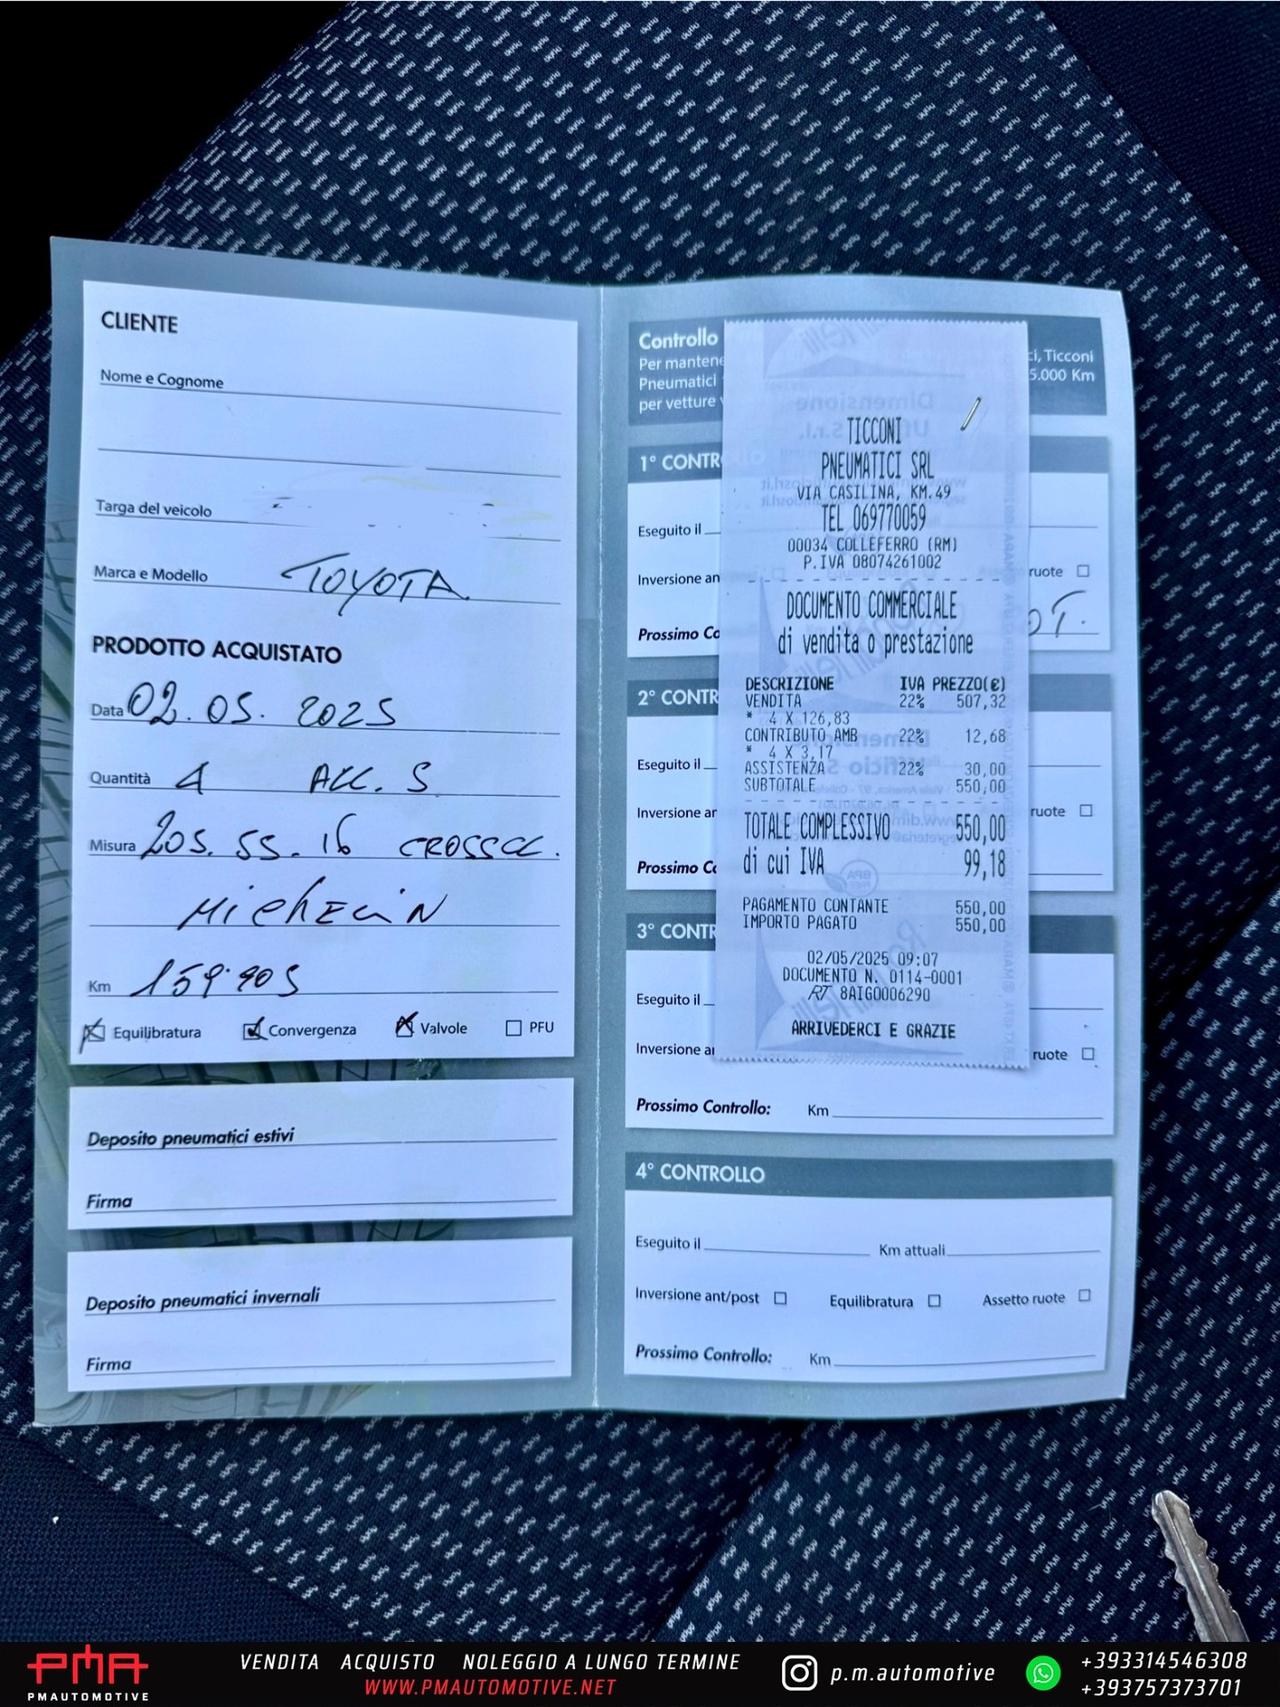 CLIENTE
Nome e Cognome
Targa del veicolo
Marca e Modello TOYOTA
PRODOTTO ACQUISTATO
Data 02.05.2025
Quantità 4 ALL.S
Misura 205.55.16 CROSSCL.
MichELiN
Km 159.905
Equilibratura Convergenza Valvole PFU
Deposito pneumatici estivi
Firma
Deposito pneumatici invernali
Firma
Controllo
Per mantene ci, Ticconi
Pneumatici 5.000 Km
per vetture
1° CONTR
Eseguito il
Inversione an ruote
Prossimo Co OT.
2° CONTR
Eseguito il
Inversione ar ruote
Prossimo Co
3° CONTR
Eseguito il
Inversione ar ruote
Prossimo Controllo: Km
4° CONTROLLO
Eseguito il Km attuali
Inversione ant/post Equilibratura Assetto ruote
Prossimo Controllo: Km
TICCONI
PNEUMATICI SRL
VIA CASILINA, KM.49
TEL 069770059
00034 COLLEFERRO (RM)
P.IVA 08074261002
DOCUMENTO COMMERCIALE
di vendita o prestazione
DESCRIZIONE IVA PREZZO(€)
VENDITA 22% 507,32
* 4 X 126,83
CONTRIBUTO AMB 22% 12,68
* 4 X 3,17
ASSISTENZA 22% 30,00
SUBTOTALE 550,00
TOTALE COMPLESSIVO 550,00
di cui IVA 99,18
PAGAMENTO CONTANTE 550,00
IMPORTO PAGATO 550,00
02/05/2025 09:07
DOCUMENTO N. 0114-0001
RT 8AIG0006290
ARRIVEDERCI E GRAZIE
PMA
PMAUTOMOTIVE
VENDITA ACQUISTO NOLEGGIO A LUNGO TERMINE
WWW.PMAUTOMOTIVE.NET
p.m.automotive
+393314546308
+393757373701